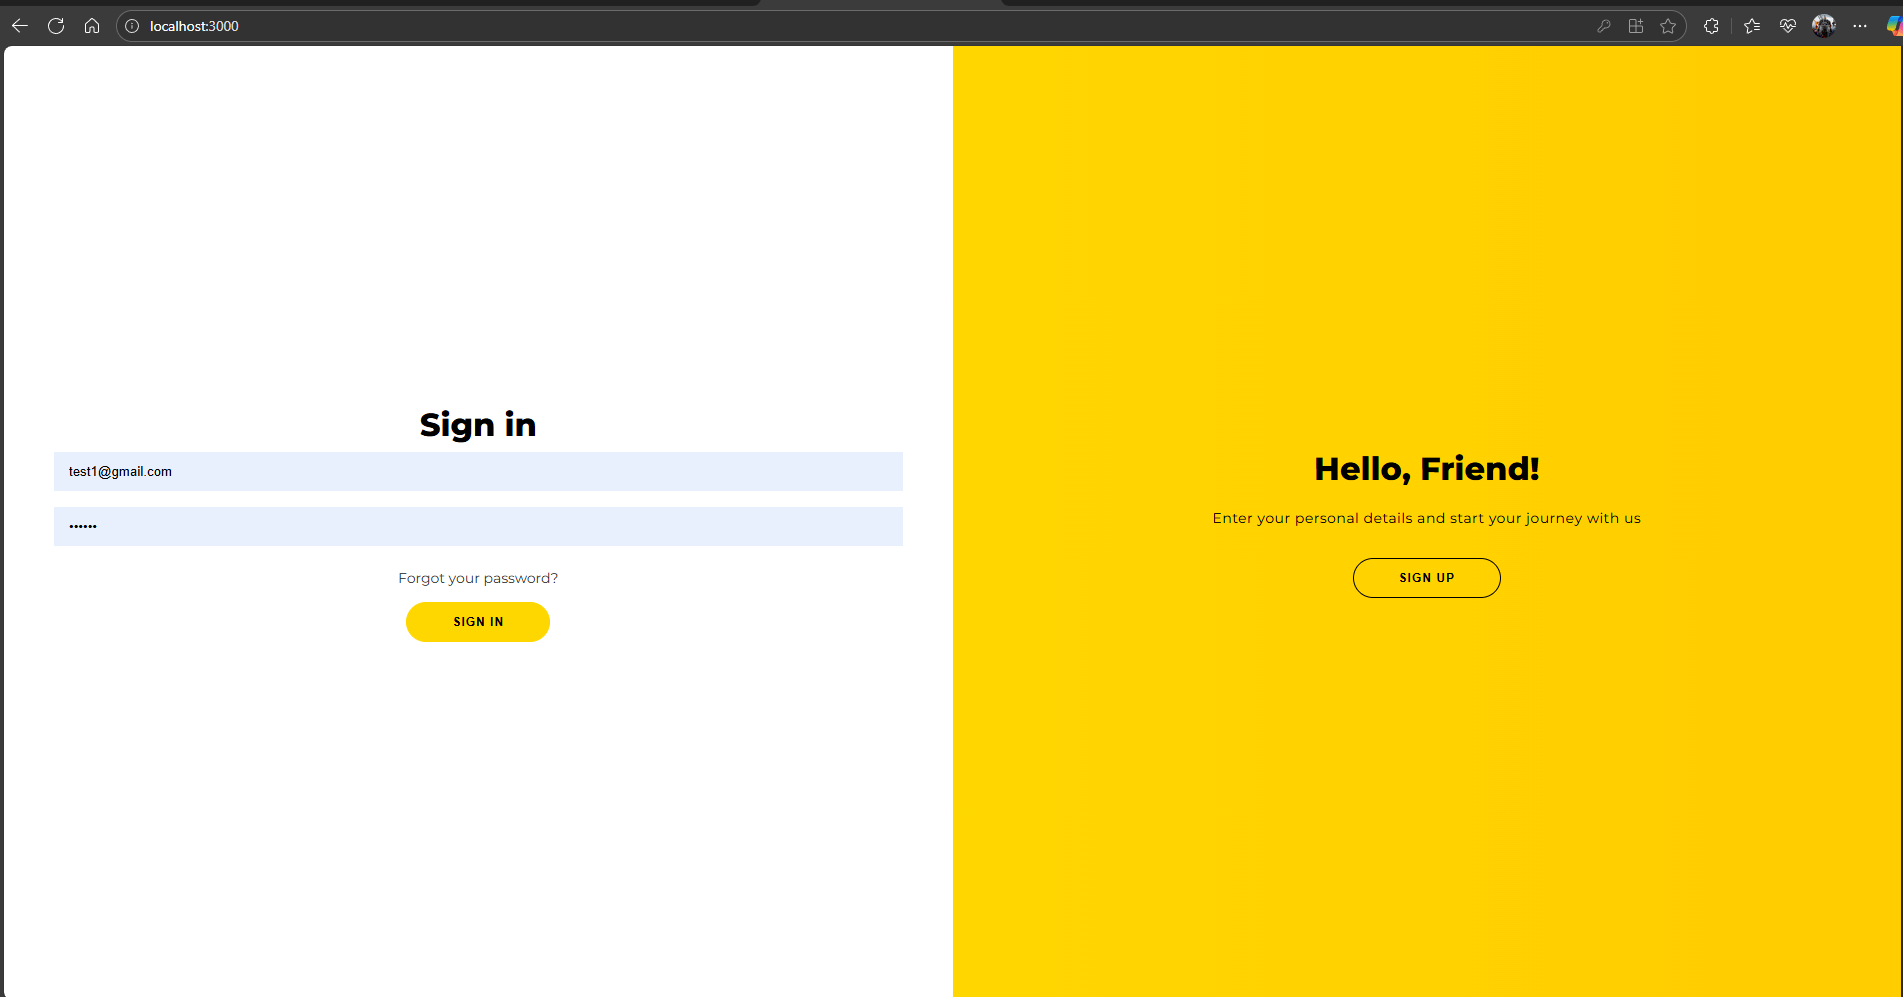 localhost:3000
Sign in
test1@gmail.com
••••••
Forgot your password?
SIGN IN
Hello, Friend!
Enter your personal details and start your journey with us
SIGN UP